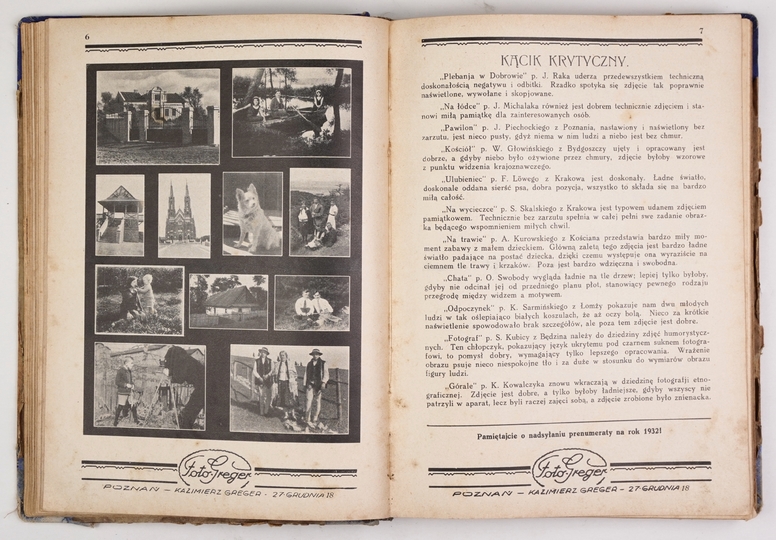 6
Foto-Greger
POZNAŃ – KAZIMIERZ GREGER - 27 GRUDNIA 18
7
KĄCIK KRYTYCZNY.
„Plebanja w Dobrowie" p. J. Raka uderza przedewszystkiem techniczną
doskonałością negatywu i odbitki. Rzadko spotyka się zdjęcie tak poprawnie
naświetlone, wywołane i skopjowane.
„Na łódce" p. J. Michalaka również jest dobrem technicznie zdjęciem i sta-
nowi miłą pamiątkę dla zainteresowanych osób.
„Pawilon" p. J. Piechockiego z Poznania, nastawiony i naświetlony bez
zarzutu, jest nieco pusty, gdyż niema w nim ludzi a niebo jest bez chmur.
„Kościół" p. W. Głowińskiego z Bydgoszczy ujęty i opracowany jest
dobrze, a gdyby niebo było ożywione przez chmury, zdjęcie byłoby wzorowe
z punktu widzenia krajoznawczego.
„Ulubieniec" p. F. Löwego z Krakowa jest doskonały. Ładne światło,
doskonale oddana sierść psa, dobra pozycja, wszystko to składa się na bardzo
miłą całość.
„Na wycieczce" p. S. Skalskiego z Krakowa jest typowem udanem zdjęciem
pamiątkowem. Technicznie bez zarzutu spełnia w całej pełni swe zadanie obraz-
ka będącego wspomnieniem miłych chwil.
„Na trawie" p. A. Kurowskiego z Kościana przedstawia bardzo miły mo-
ment zabawy z małem dzieckiem. Główną zaletą tego zdjęcia jest bardzo ładne
światło padające na postać dziecka, dzięki czemu występuje ona wyraziście na
ciemnem tle trawy i krzaków. Poza jest bardzo wdzięczna i swobodna.
„Chata" p. O. Swobody wygląda ładnie na tle drzew; lepiej tylko byłoby,
gdyby nie odcinał jej od przedniego planu płot, stanowiący pewnego rodzaju
przegrodę między widzem a motywem.
„Odpoczynek" p. K. Sarmińskiego z Łomży pokazuje nam dwu młodych
ludzi w tak oślepiająco białych koszulach, że aż oczy bolą. Nieco za krótkie
naświetlenie spowodowało brak szczegółów, ale poza tem zdjęcie jest dobre.
„Fotograf" p. S. Kubicy z Będzina należy do dziedziny zdjęć humorystycz-
nych. Ten chłopczyk, pokazujący język ukrytemu pod czarnem suknem fotogra-
fowi, to pomysł dobry, wymagający tylko lepszego opracowania. Wrażenie
obrazu psuje nieco niespokojne tło i za duże w stosunku do wymiarów obrazu
figury ludzi.
„Górale" p. K. Kowalczyka znowu wkraczają w dziedzinę fotografji etno-
graficznej. Zdjęcie jest dobre, a tylko byłoby ładniejsze, gdyby wszyscy nie
patrzyli w aparat, lecz byli raczej zajęci sobą, a zdjęcie zrobione było znienacka.
Pamiętajcie o nadsyłaniu prenumeraty na rok 1932!
Foto-Greger
POZNAŃ – KAZIMIERZ GREGER – 27 GRUDNIA 18